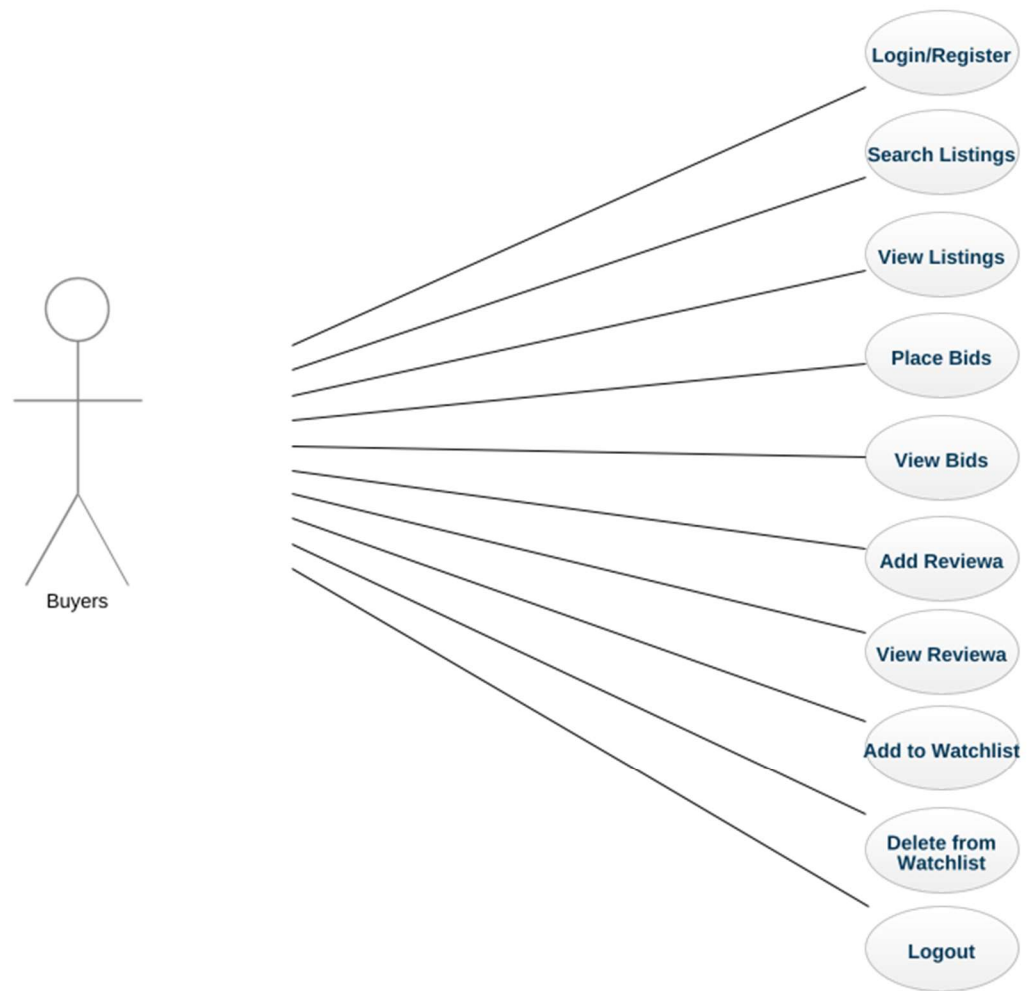 Login/Register
Search Listings
View Listings
Place Bids
View Bids
Add Reviewa
Buyers
View Reviewa
Add to Watchlist
Delete from
Watchlist
Logout